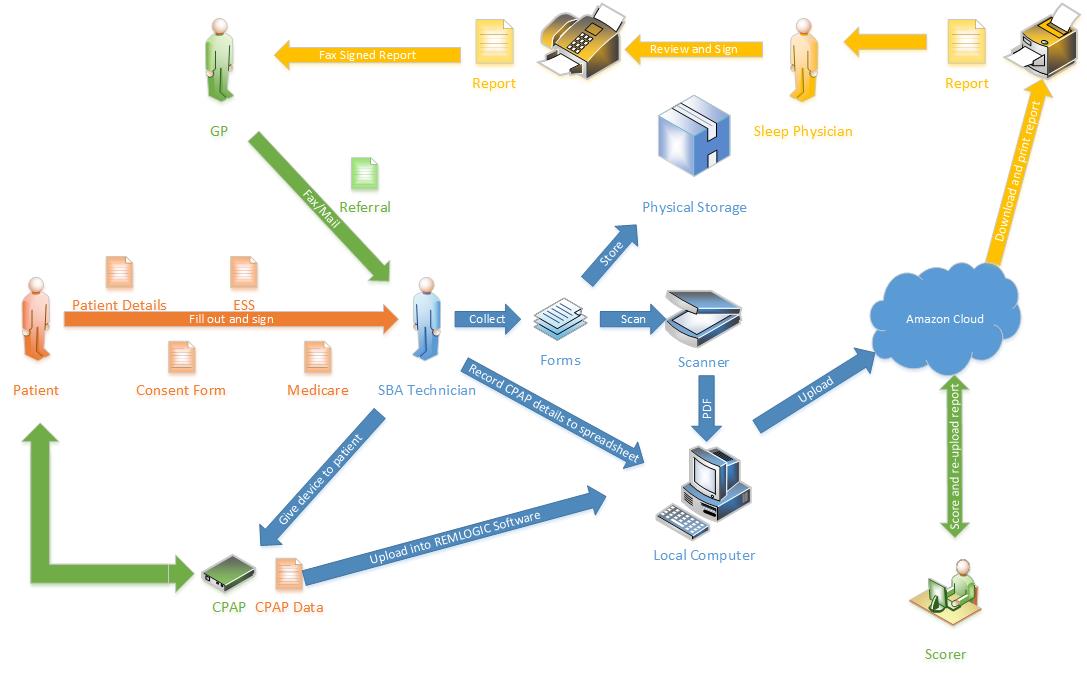 Fax Signed Report
Report
Review and Sign
Report
GP
Sleep Physician
Download and print report
Fax/Mail
Referral
Physical Storage
Store
Patient Details
ESS
Fill out and sign
Collect
Scan
Amazon Cloud
Consent Form
Medicare
Forms
Scanner
Patient
SBA Technician
Record CPAP details to spreadsheet
PDF
Upload
Give device to patient
Score and re-upload report
Upload into REMLOGIC Software
Local Computer
CPAP
CPAP Data
Scorer